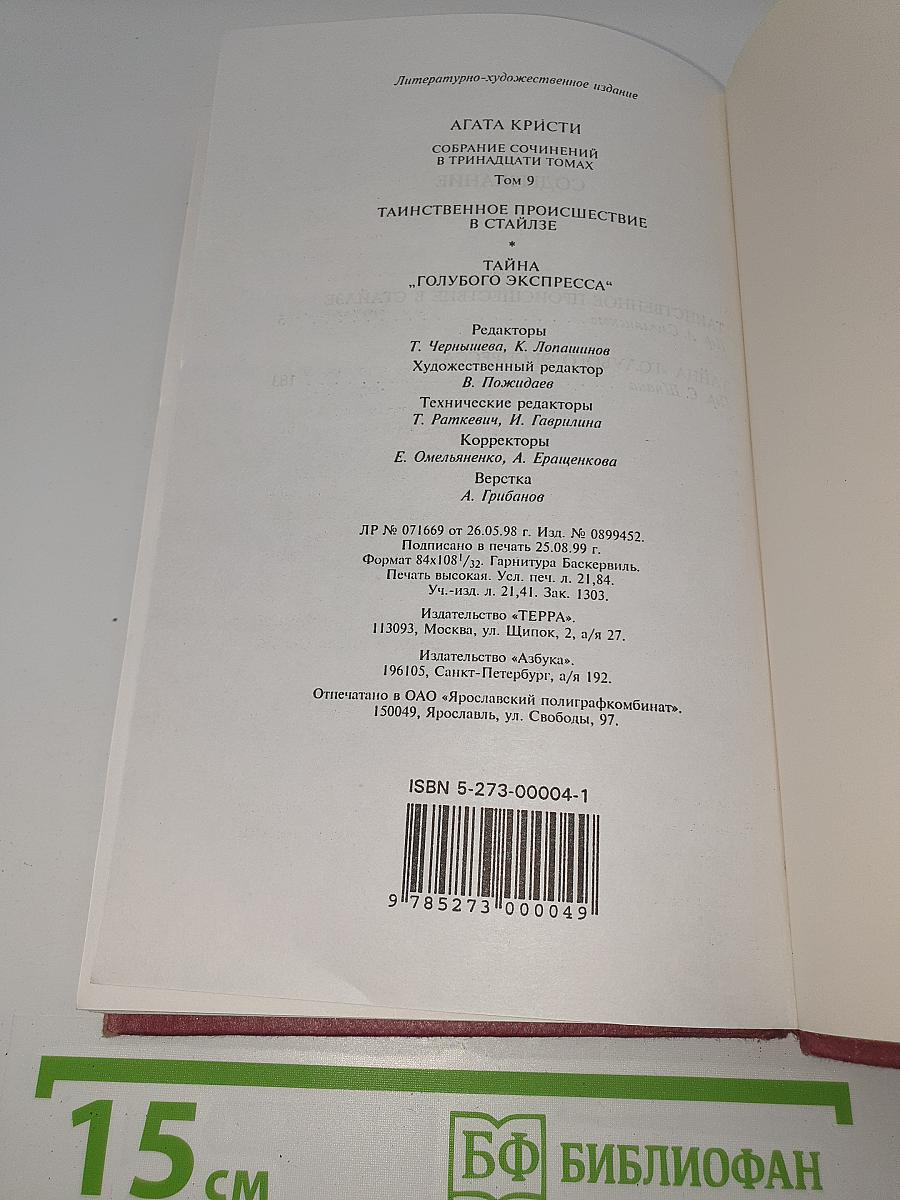 Литературно-художественное издание
АГАТА КРИСТИ
СОБРАНИЕ СОЧИНЕНИЙ
В ТРИНАДЦАТИ ТОМАХ
Том 9
ТАИНСТВЕННОЕ ПРОИСШЕСТВИЕ
В СТАЙЛЗЕ
*
ТАЙНА
„ГОЛУБОГО ЭКСПРЕССА“
Редакторы
Т. Чернышева, К. Лопашинов
Художественный редактор
В. Пожидаев
Технические редакторы
Т. Раткевич, И. Гаврилина
Корректоры
Е. Омельяненко, А. Еращенкова
Верстка
А. Грибанов
ЛР № 071669 от 26.05.98 г. Изд. № 0899452.
Подписано в печать 25.08.99 г.
Формат 84х108 1/32. Гарнитура Баскервиль.
Печать высокая. Усл. печ. л. 21,84.
Уч.-изд. л. 21,41. Зак. 1303.
Издательство «ТЕРРА».
113093, Москва, ул. Щипок, 2, а/я 27.
Издательство «Азбука».
196105, Санкт-Петербург, а/я 192.
Отпечатано в ОАО «Ярославский полиграфкомбинат».
150049, Ярославль, ул. Свободы, 97.
ISBN 5-273-00004-1
9 785273 000049
15 см
БФ БИБЛИОФАН